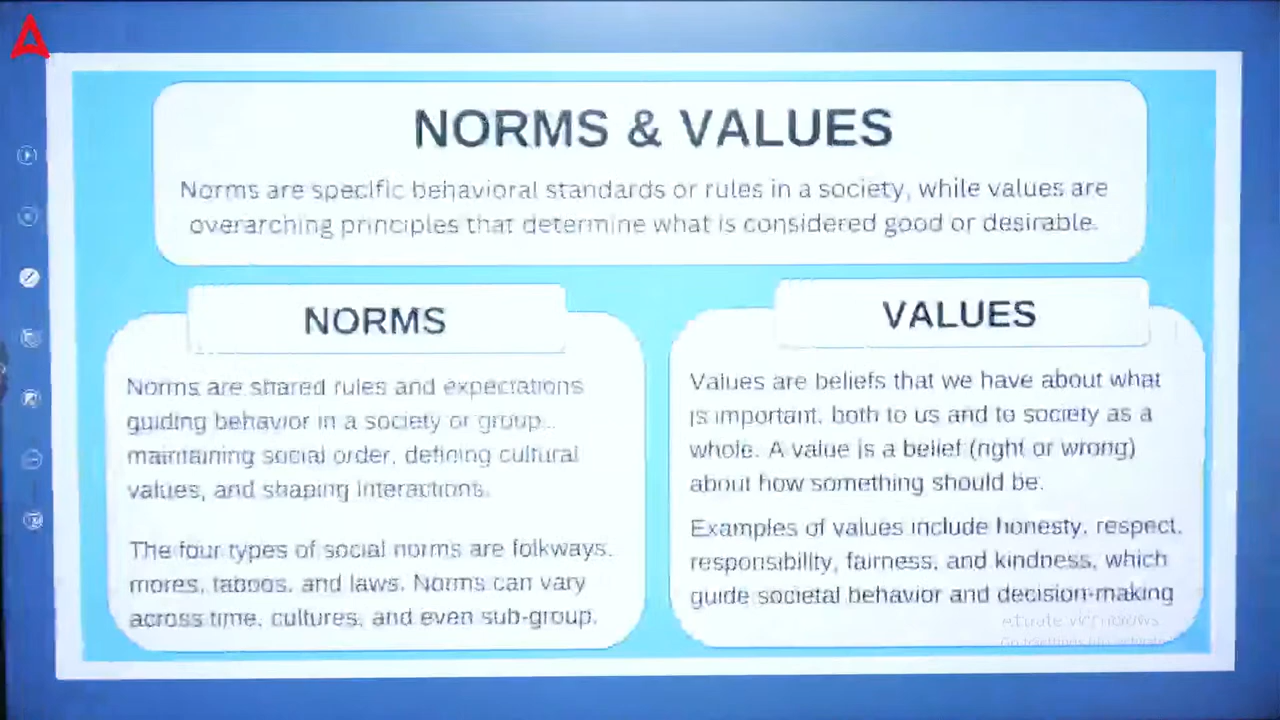 NORMS & VALUES
Norms are specific behavioral standards or rules in a society, while values are
overarching principles that determine what is considered good or desirable.
NORMS
Norms are shared rules and expectations
guiding behavior in a society or group
maintaining social order, defining cultural
values, and shaping interactions.
The four types of social norms are folkways,
mores, taboos, and laws. Norms can vary
across time, cultures, and even sub-group.
VALUES
Values are beliefs that we have about what
is important, both to us and to society as a
whole. A value is a belief (right or wrong)
about how something should be.
Examples of values include honesty, respect,
responsibility, fairness, and kindness, which
guide societal behavior and decision-making